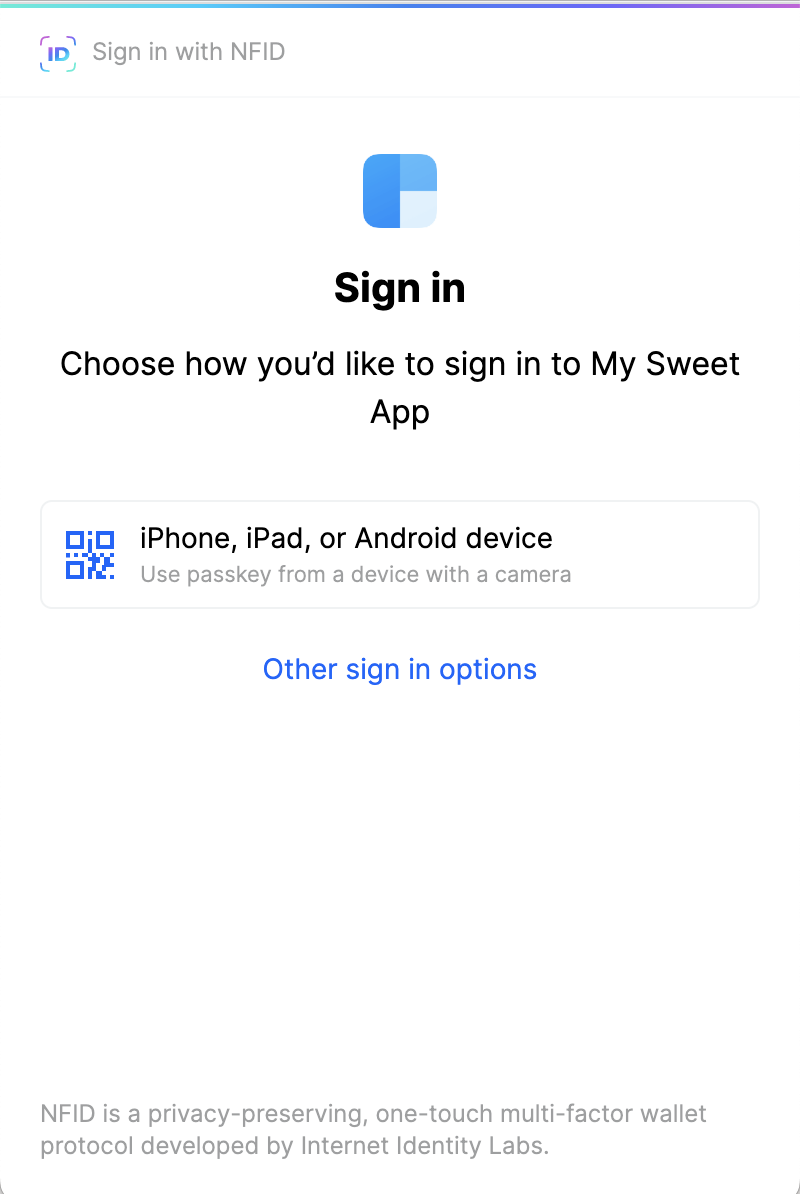 ID Sign in with NFID
Sign in
Choose how you’d like to sign in to My Sweet
App
iPhone, iPad, or Android device
Use passkey from a device with a camera
Other sign in options
NFID is a privacy-preserving, one-touch multi-factor wallet
protocol developed by Internet Identity Labs.